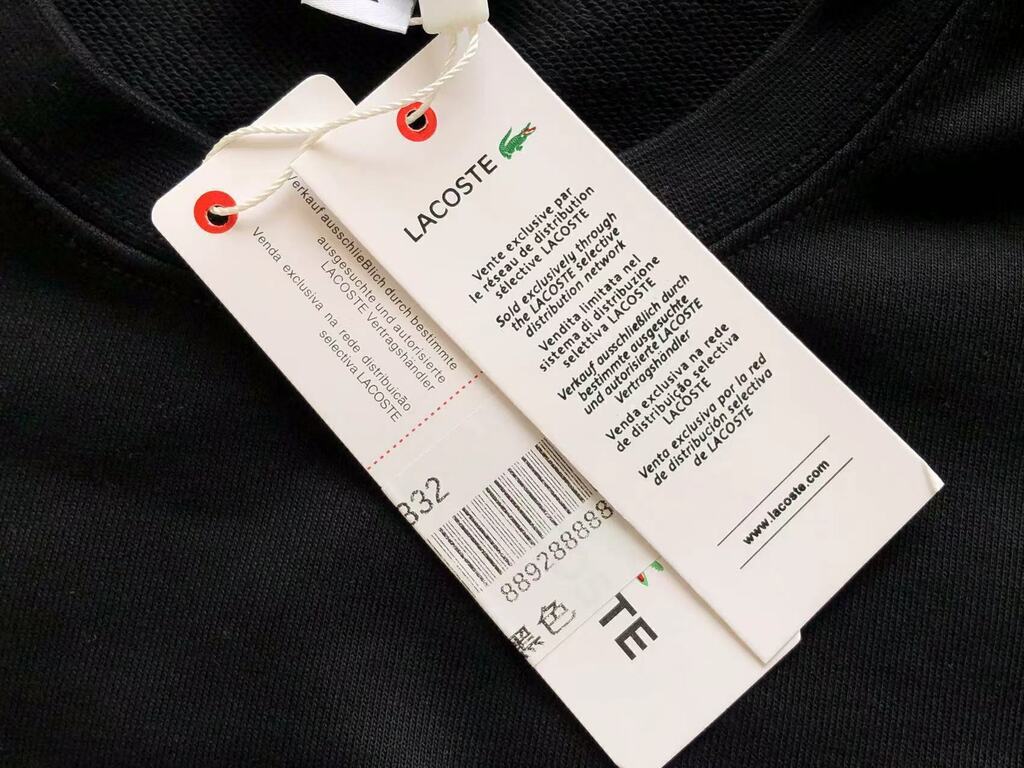 LACOSTE
Vente exclusive par
le réseau de distribution
sélective LACOSTE
Sold exclusively through
the LACOSTE selective
distribution network
Vendita limitata nel
sistema di distribuzione
selettiva LACOSTE
Verkauf ausschließlich durch
bestimmte ausgesuchte
und autorisierte LACOSTE
Vertragshändler
Venda exclusiva na rede
de distribuição selectiva
LACOSTE
Venta exclusiva por la red
de distribución selectiva
de LACOSTE
www.lacoste.com
Verkauf ausschließlich durch bestimmte
ausgesuchte und autorisierte
LACOSTE Vertragshändler
Venda exclusiva na rede distribuicão
selectiva LACOSTE
332
889288888
黑色
TE